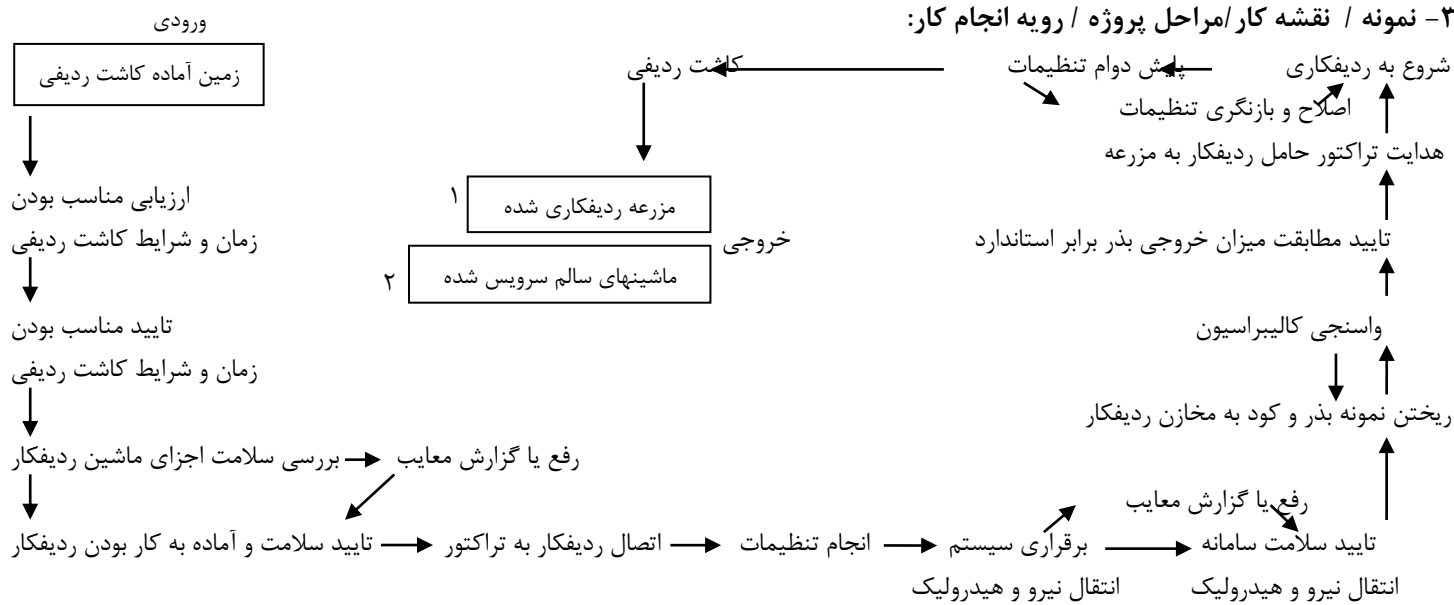 ۳- نمونه / نقشه کار/مراحل پروژه / رویه انجام کار:
ورودی
زمین آماده کاشت ردیفی
ارزیابی مناسب بودن
زمان و شرایط کاشت ردیفی
تایید مناسب بودن
زمان و شرایط کاشت ردیفی
بررسی سلامت اجزای ماشین ردیفکار
رفع یا گزارش معایب
تایید سلامت و آماده به کار بودن ردیفکار
اتصال ردیفکار به تراکتور
انجام تنظیمات
برقراری سیستم
انتقال نیرو و هیدرولیک
رفع یا گزارش معایب
تایید سلامت سامانه
انتقال نیرو و هیدرولیک
ریختن نمونه بذر و کود به مخازن ردیفکار
واسنجی کالیبراسیون
تایید مطابقت میزان خروجی بذر برابر استاندارد
هدایت تراکتور حامل ردیفکار به مزرعه
شروع به ردیفکاری
پایش دوام تنظیمات
اصلاح و بازنگری تنظیمات
کاشت ردیفی
خروجی
۱
مزرعه ردیفکاری شده
۲
ماشینهای سالم سرویس شده